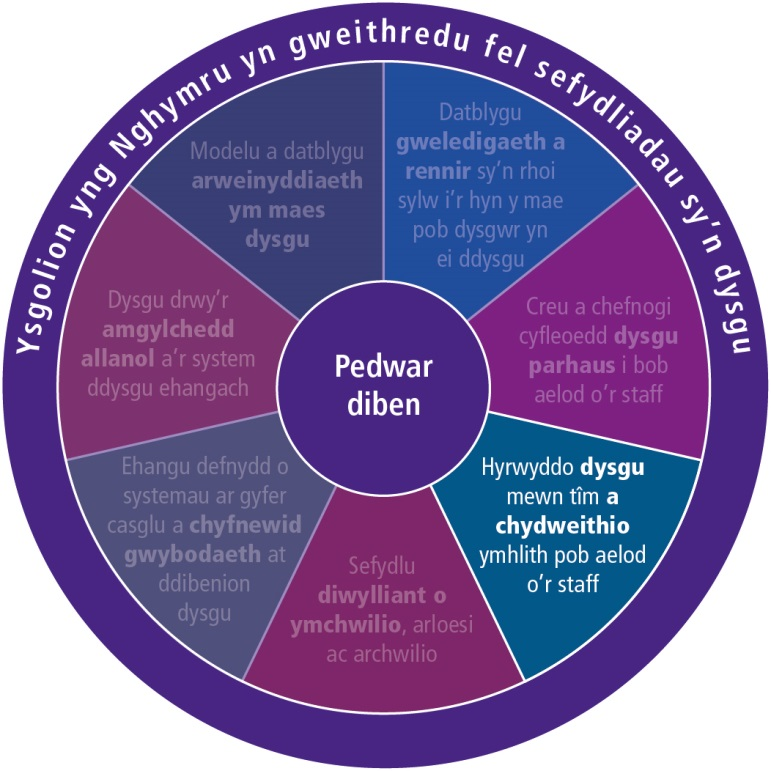 Ysgolion yng Nghymru yn gweithredu fel sefydliadau sy'n dysgu
Datblygu
gweledigaeth a
rennir sy'n rhoi
sylw i'r hyn y mae
pob dysgwr yn
ei ddysgu
Creu a chefnogi
cyfleoedd dysgu
parhaus i bob
aelod o'r staff
Hyrwyddo dysgu
mewn tîm a
chydweithio
ymhlith pob aelod
o'r staff
Sefydlu
diwylliant o
ymchwilio, arloesi
ac archwilio
Ehangu defnydd o
systemau ar gyfer
casglu a chyfnewid
gwybodaeth at
ddibenion
dysgu
Dysgu drwy'r
amgylchedd
allanol a'r system
ddysgu ehangach
Modelu a datblygu
arweinyddiaeth
ym maes
dysgu
Pedwar
diben